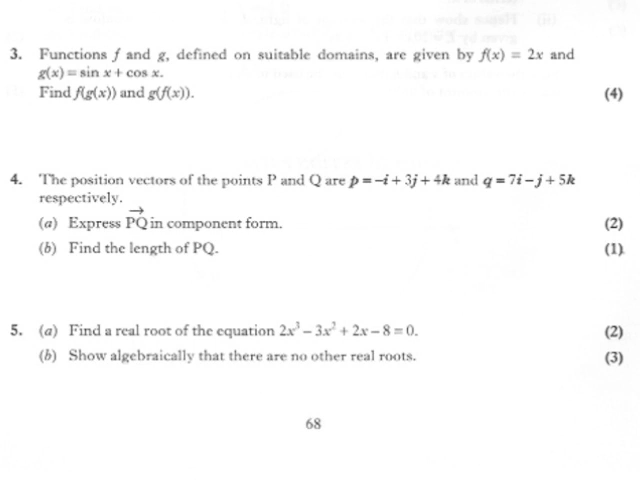 3. Functions f and g, defined on suitable domains, are given by f(x) = 2x and
g(x) = sin x + cos x.
Find f(g(x)) and g(f(x)). (4)
4. The position vectors of the points P and Q are p = –i + 3j + 4k and q = 7i – j + 5k
respectively.
(a) Express \overrightarrow{PQ} in component form. (2)
(b) Find the length of PQ. (1)
5. (a) Find a real root of the equation 2x³ – 3x² + 2x – 8 = 0. (2)
(b) Show algebraically that there are no other real roots. (3)
68